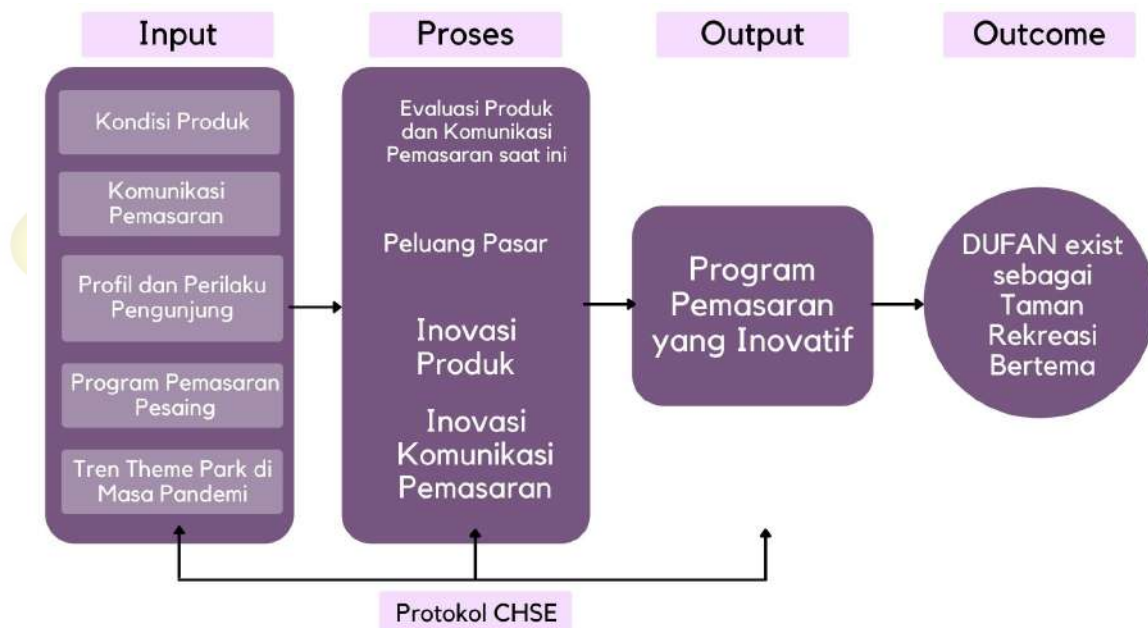 Input
Proses
Output
Outcome
Kondisi Produk
Komunikasi
Pemasaran
Profil dan Perilaku
Pengunjung
Program Pemasaran
Pesaing
Tren Theme Park di
Masa Pandemi
Evaluasi Produk
dan Komunikasi
Pemasaran saat ini
Peluang Pasar
Inovasi
Produk
Inovasi
Komunikasi
Pemasaran
Program
Pemasaran
yang Inovatif
DUFAN exist
sebagai
Taman
Rekreasi
Bertema
Protokol CHSE